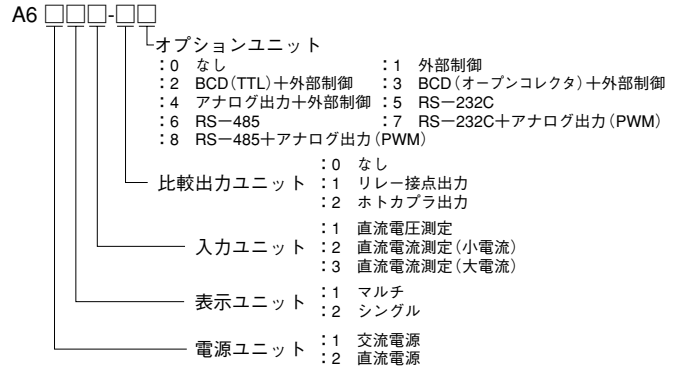 A6 □□□-□□
オプションユニット
：0 なし ：1 外部制御
：2 BCD（TTL）＋外部制御 ：3 BCD（オープンコレクタ）＋外部制御
：4 アナログ出力＋外部制御 ：5 RS－232C
：6 RS－485 ：7 RS－232C＋アナログ出力（PWM）
：8 RS－485＋アナログ出力（PWM）
：0 なし
比較出力ユニット ：1 リレー接点出力
：2 ホトカプラ出力
：1 直流電圧測定
入力ユニット ：2 直流電流測定（小電流）
：3 直流電流測定（大電流）
表示ユニット ：1 マルチ
：2 シングル
電源ユニット ：1 交流電源
：2 直流電源